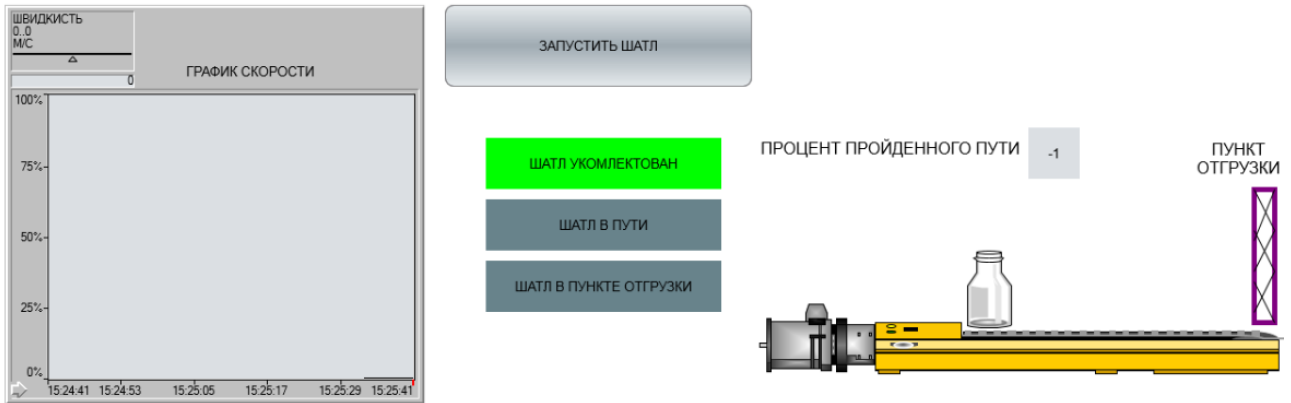 ШВИДКИСТЬ
0..0
М/С
0
ГРАФИК СКОРОСТИ
100%
75%
50%
25%
0%
15:24:41 15:24:53 15:25:05 15:25:17 15:25:29 15:25:41
ЗАПУСТИТЬ ШАТЛ
ШАТЛ УКОМЛЕКТОВАН
ШАТЛ В ПУТИ
ШАТЛ В ПУНКТЕ ОТГРУЗКИ
ПРОЦЕНТ ПРОЙДЕННОГО ПУТИ -1
ПУНКТ
ОТГРУЗКИ